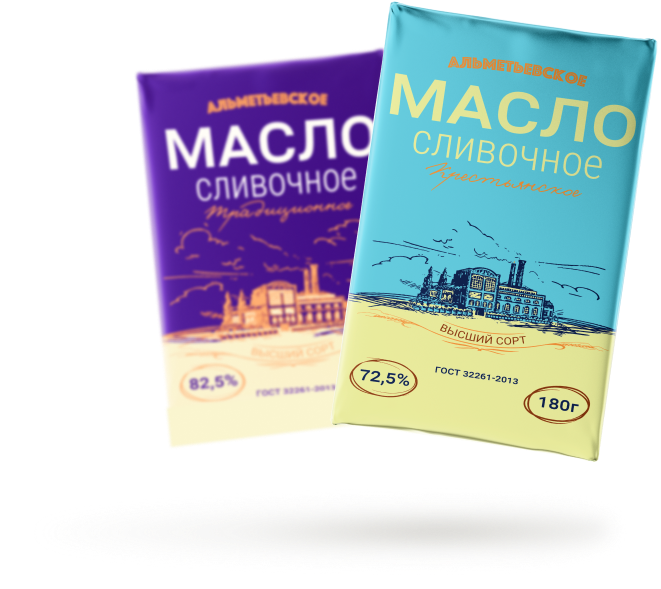 АЛЬМЕТЬЕВСКОЕ
МАСЛО
СЛИВОЧНОЕ
Традиционное
ВЫСШИЙ СОРТ
82,5%
ГОСТ 32261-2013
АЛЬМЕТЬЕВСКОЕ
МАСЛО
СЛИВОЧНОЕ
Крестьянское
ВЫСШИЙ СОРТ
72,5%
ГОСТ 32261-2013
180г